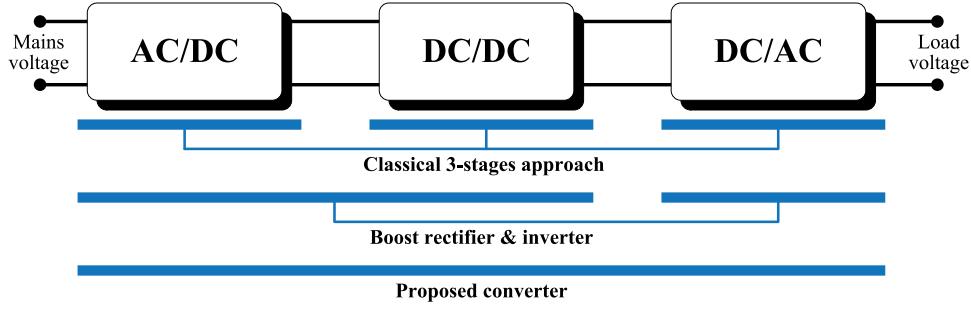 Mains
voltage
AC/DC
DC/DC
DC/AC
Load
voltage
Classical 3-stages approach
Boost rectifier & inverter
Proposed converter